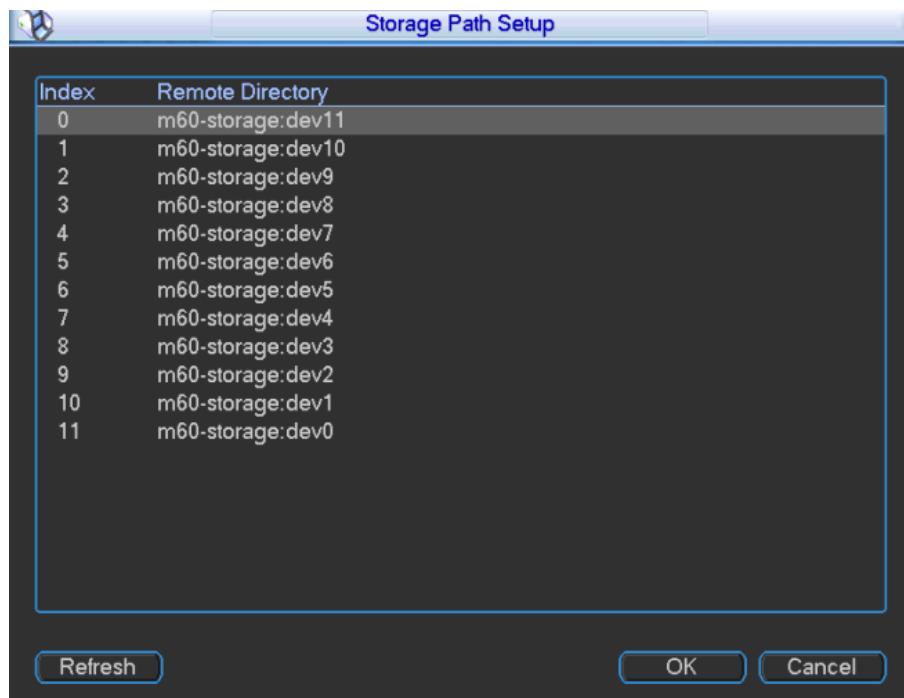 Storage Path Setup
Index Remote Directory
0 m60-storage:dev11
1 m60-storage:dev10
2 m60-storage:dev9
3 m60-storage:dev8
4 m60-storage:dev7
5 m60-storage:dev6
6 m60-storage:dev5
7 m60-storage:dev4
8 m60-storage:dev3
9 m60-storage:dev2
10 m60-storage:dev1
11 m60-storage:dev0
Refresh OK Cancel